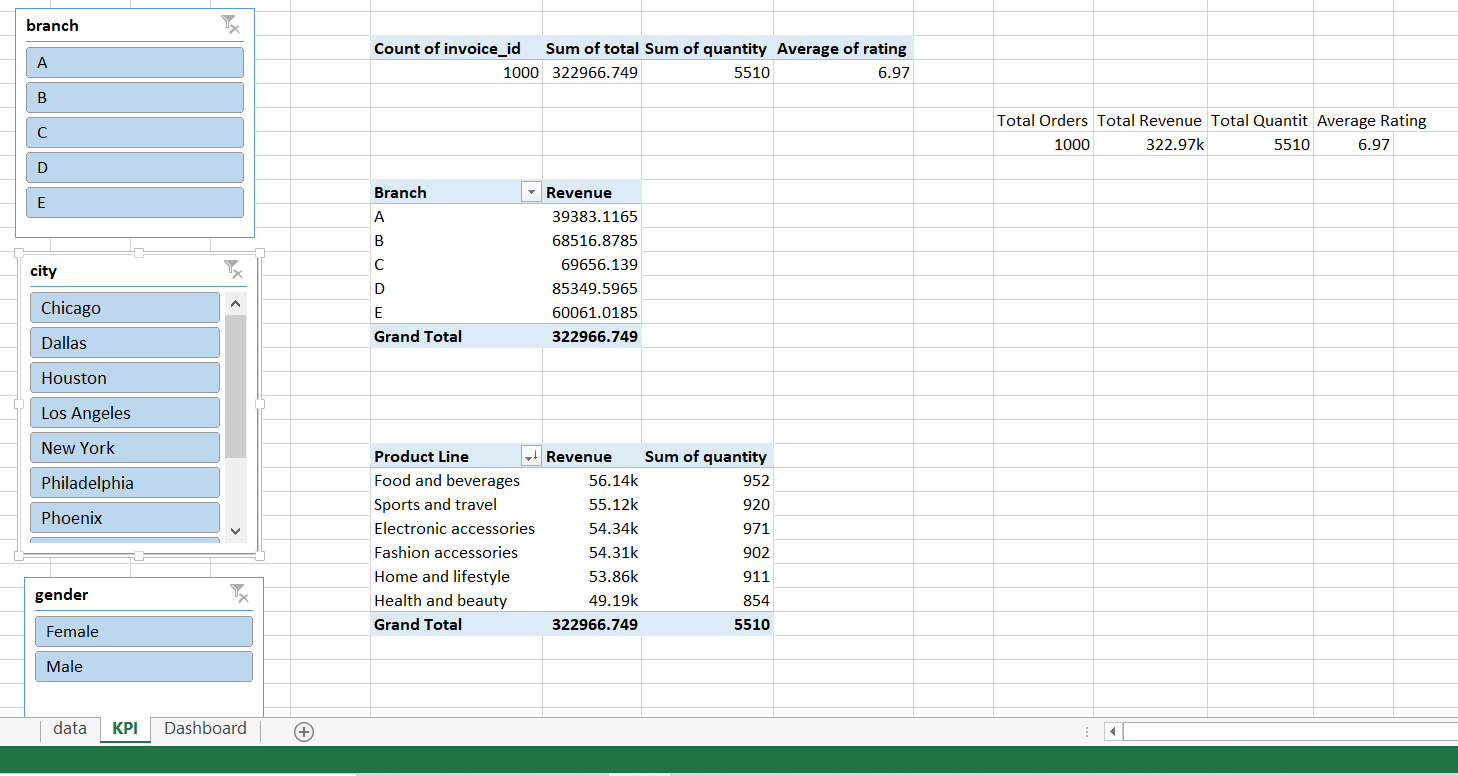 branch
A
B
C
D
E
city
Chicago
Dallas
Houston
Los Angeles
New York
Philadelphia
Phoenix
gender
Female
Male
Count of invoice_id Sum of total Sum of quantity Average of rating
1000 322966.749 5510 6.97
Total Orders Total Revenue Total Quantit Average Rating
1000 322.97k 5510 6.97
Branch Revenue
A 39383.1165
B 68516.8785
C 69656.139
D 85349.5965
E 60061.0185
Grand Total 322966.749
Product Line Revenue Sum of quantity
Food and beverages 56.14k 952
Sports and travel 55.12k 920
Electronic accessories 54.34k 971
Fashion accessories 54.31k 902
Home and lifestyle 53.86k 911
Health and beauty 49.19k 854
Grand Total 322966.749 5510
data KPI Dashboard